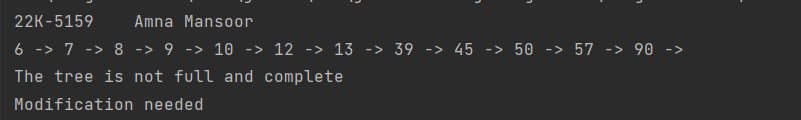 22K-5159    Amna Mansoor
6 -> 7 -> 8 -> 9 -> 10 -> 12 -> 13 -> 39 -> 45 -> 50 -> 57 -> 90 ->
The tree is not full and complete
Modification needed